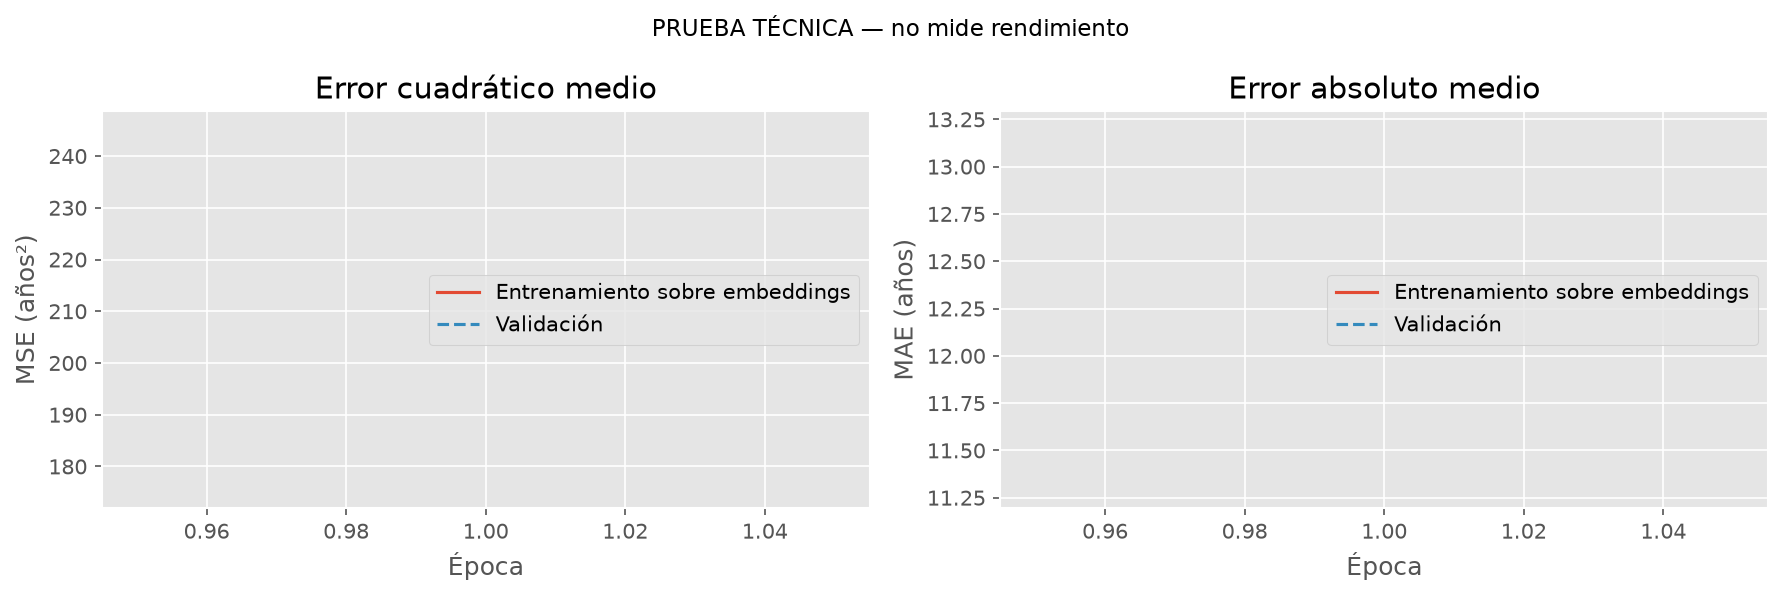 PRUEBA TÉCNICA — no mide rendimiento
Error cuadrático medio
MSE (años²)
240
230
220
210
200
190
180
Entrenamiento sobre embeddings
Validación
0.96 0.98 1.00 1.02 1.04
Época
Error absoluto medio
MAE (años)
13.25
13.00
12.75
12.50
12.25
12.00
11.75
11.50
11.25
Entrenamiento sobre embeddings
Validación
0.96 0.98 1.00 1.02 1.04
Época